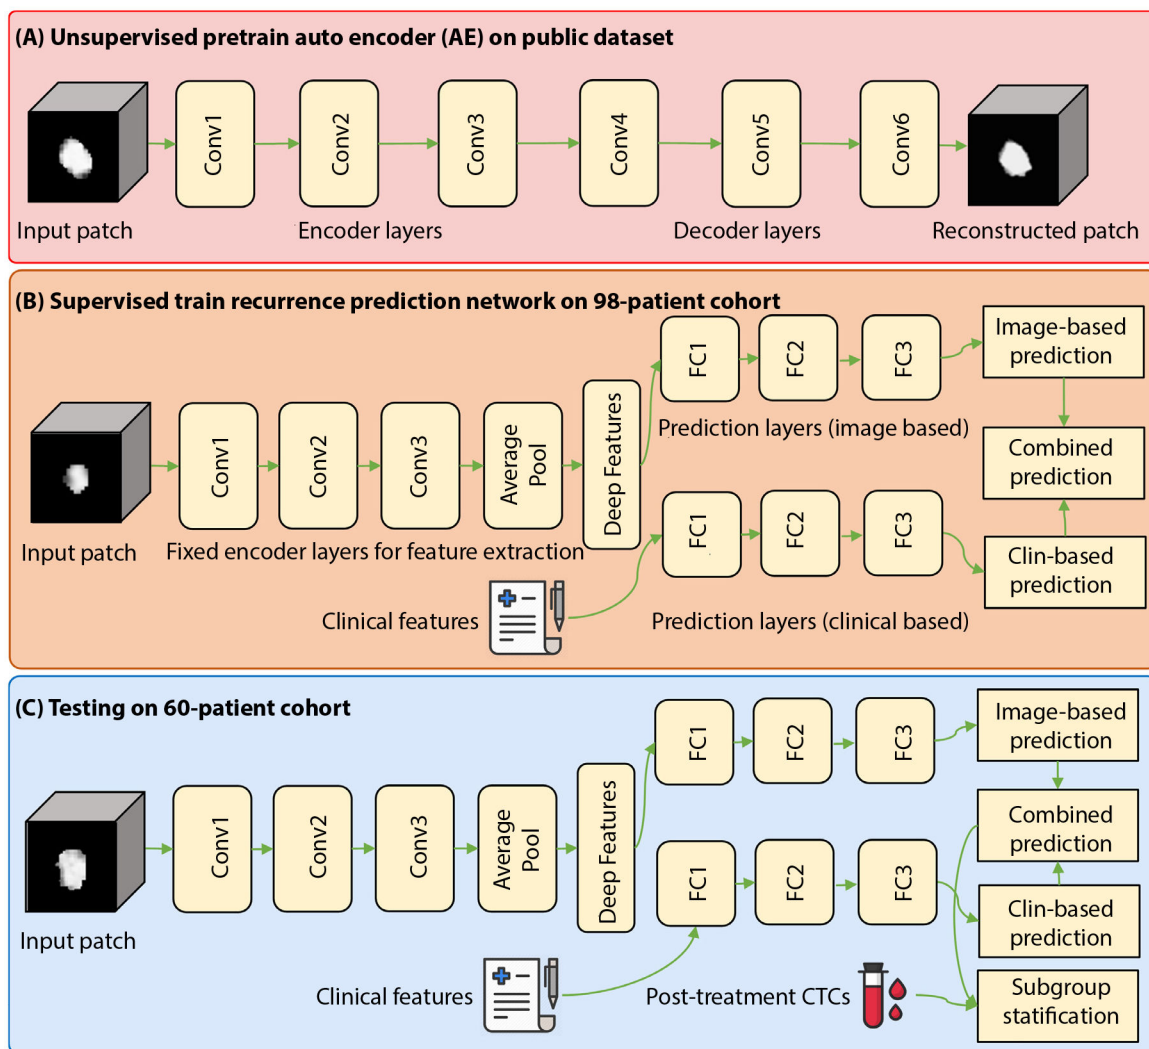 (A) Unsupervised pretrain auto encoder (AE) on public dataset
Conv1
Conv2
Conv3
Conv4
Conv5
Conv6
Input patch
Encoder layers
Decoder layers
Reconstructed patch
(B) Supervised train recurrence prediction network on 98-patient cohort
Conv1
Conv2
Conv3
Average
Pool
Deep Features
FC1
FC2
FC3
Image-based
prediction
Prediction layers (image based)
Combined
prediction
FC1
FC2
FC3
Clin-based
prediction
Input patch
Fixed encoder layers for feature extraction
Clinical features
Prediction layers (clinical based)
(C) Testing on 60-patient cohort
Conv1
Conv2
Conv3
Average
Pool
Deep Features
FC1
FC2
FC3
Image-based
prediction
Combined
prediction
FC1
FC2
FC3
Clin-based
prediction
Input patch
Clinical features
Post-treatment CTCs
Subgroup
statification